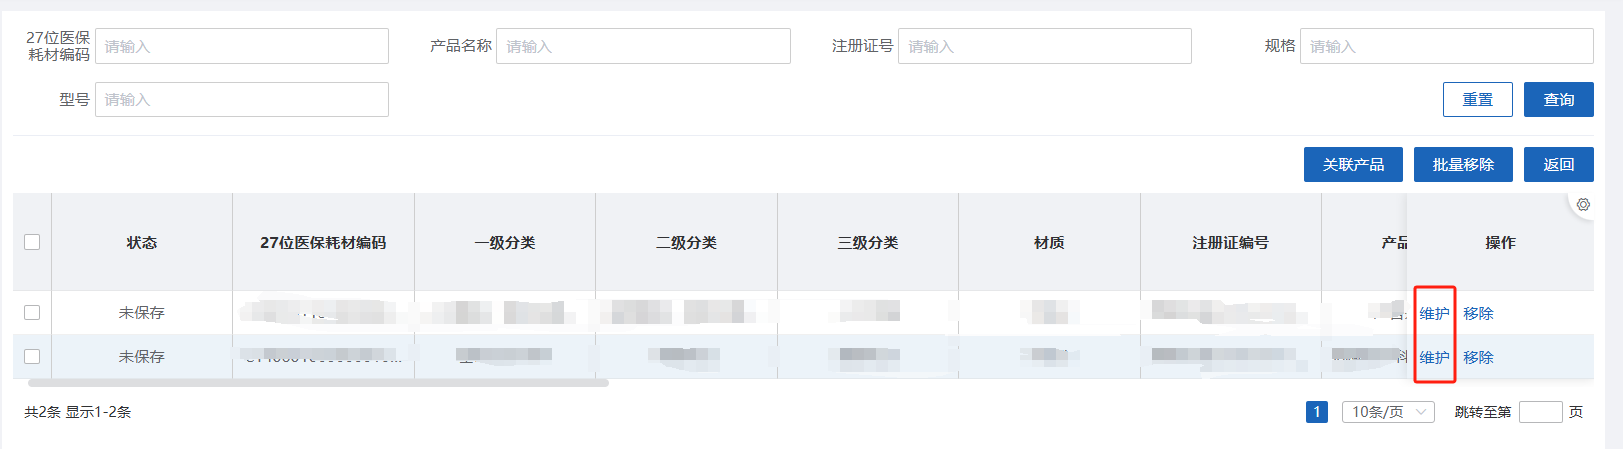 27位医保
耗材编码 请输入 产品名称 请输入 注册证号 请输入 规格 请输入
型号 请输入 重置 查询
关联产品 批量移除 返回
状态 27位医保耗材编码 一级分类 二级分类 三级分类 材质 注册证编号 产品 操作
未保存 维护 移除
未保存 维护 移除
共2条 显示1-2条 1 10条/页 跳转至第 页